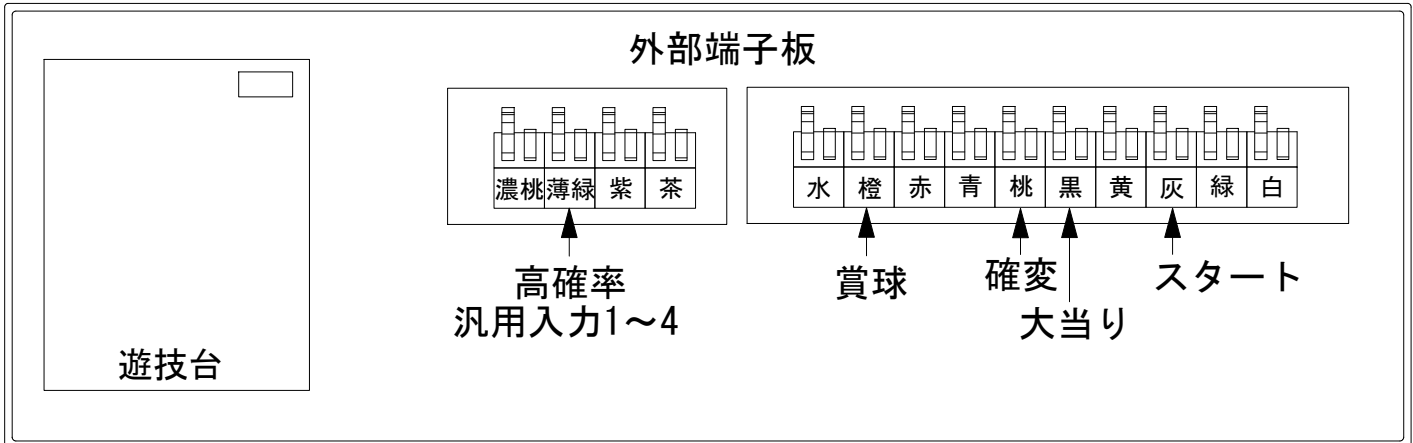 外部端子板
濃桃 薄緑 紫 茶
水 橙 赤 青 桃 黒 黄 灰 緑 白
高確率
汎用入力1～4
賞球
確変
大当り
スタート
遊技台